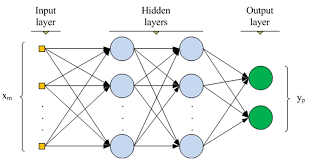 Input
layer
Hidden
layers
Output
layer
xₘ
yₚ